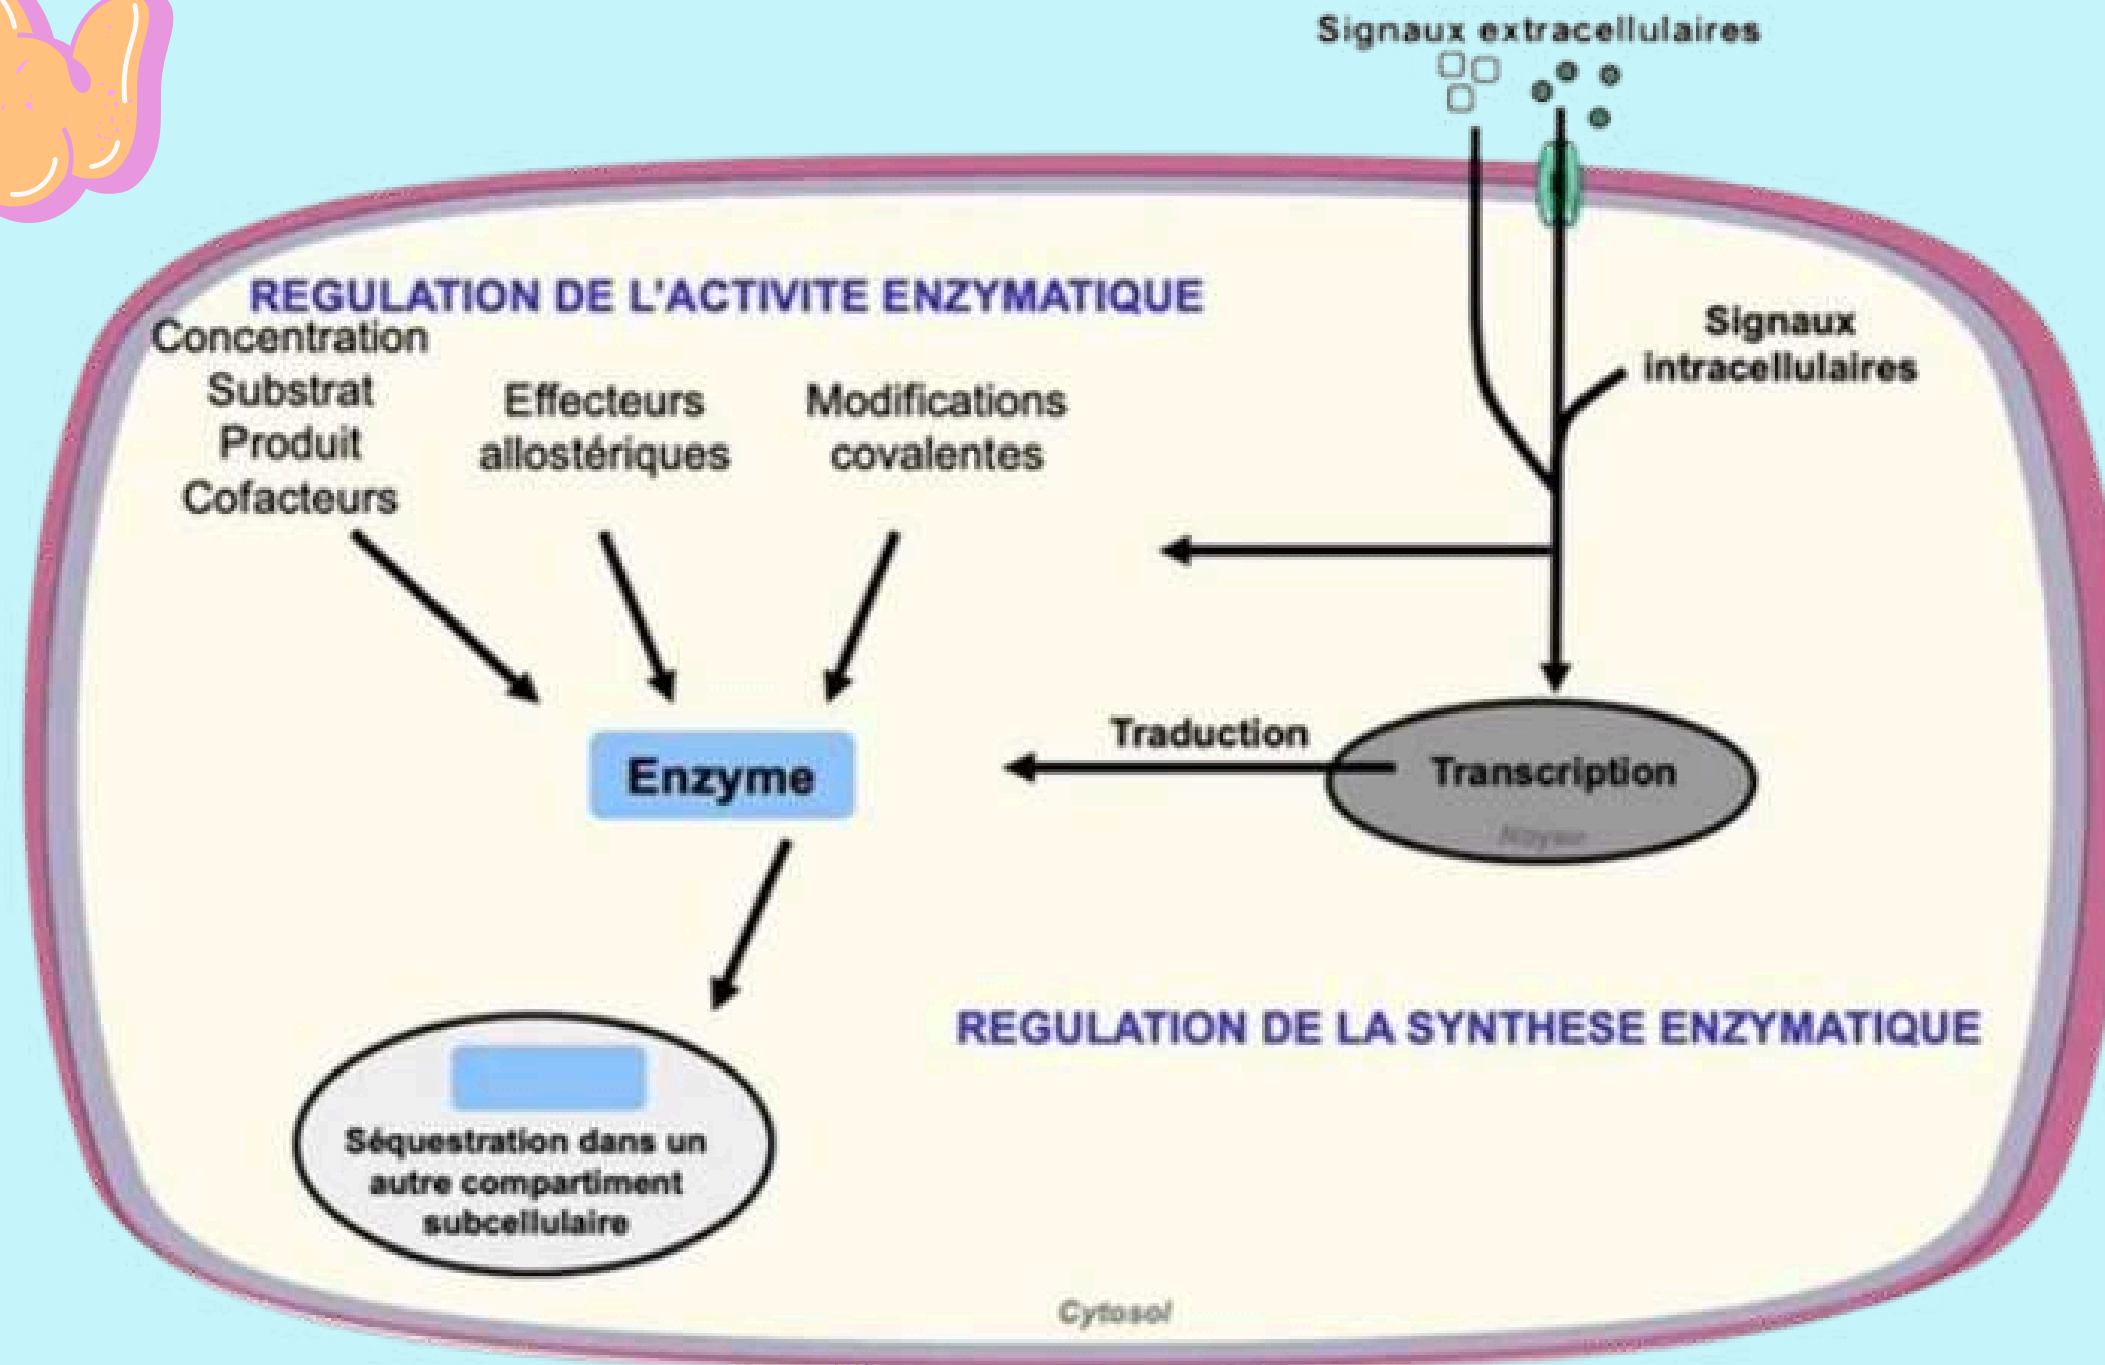 Signaux extracellulaires
REGULATION DE L'ACTIVITE ENZYMATIQUE
Concentration
Substrat
Produit
Cofacteurs
Effecteurs
allostériques
Modifications
covalentes
Signaux
intracellulaires
Traduction
Transcription
Noyau
Enzyme
REGULATION DE LA SYNTHESE ENZYMATIQUE
Séquestration dans un
autre compartiment
subcellulaire
Cytosol